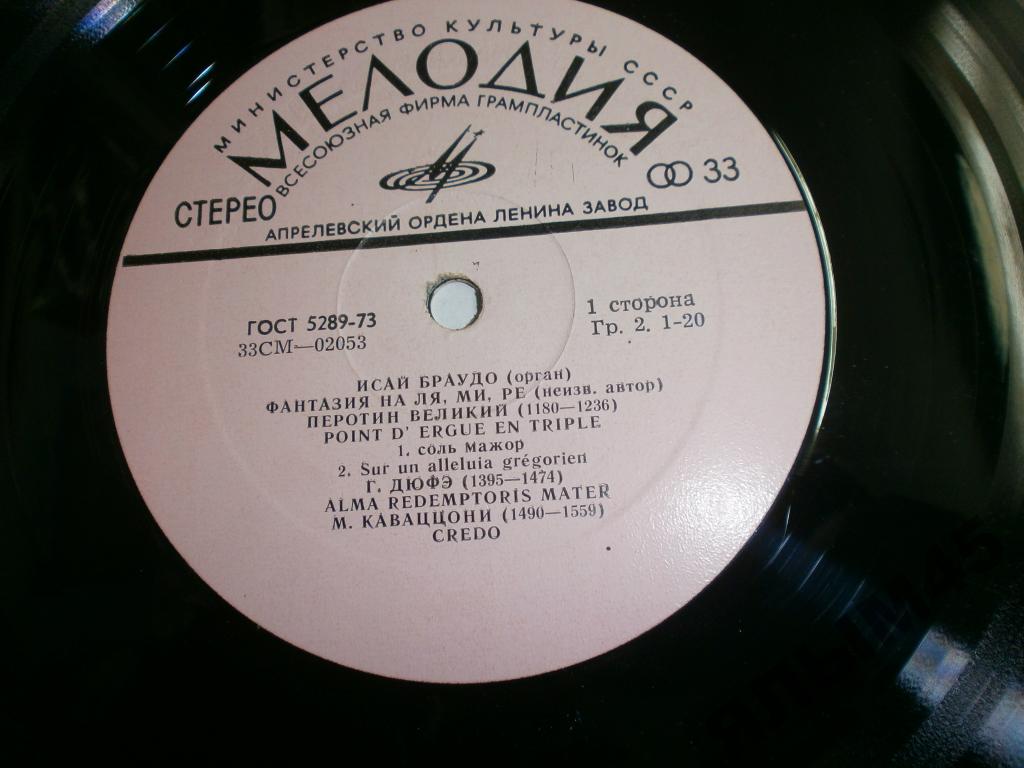 МИНИСТЕРСТВО КУЛЬТУРЫ СССР
МЕЛОДИЯ
ВСЕСОЮЗНАЯ ФИРМА ГРАМПЛАСТИНОК
СТЕРЕО
33
АПРЕЛЕВСКИЙ ОРДЕНА ЛЕНИНА ЗАВОД
ГОСТ 5289-73
33СМ—02053
1 сторона
Гр. 2. 1-20
ИСАЙ БРАУДО (орган)
ФАНТАЗИЯ НА ЛЯ, МИ, РЕ (неизв. автор)
ПЕРОТИН ВЕЛИКИЙ (1180—1236)
POINT D' ERGUE EN TRIPLE
1. соль мажор
2. Sur un alleluia grégorien
Г. ДЮФЭ (1395—1474)
ALMA REDEMPTORIS MATER
М. КАВАЦЦОНИ (1490—1559)
CREDO